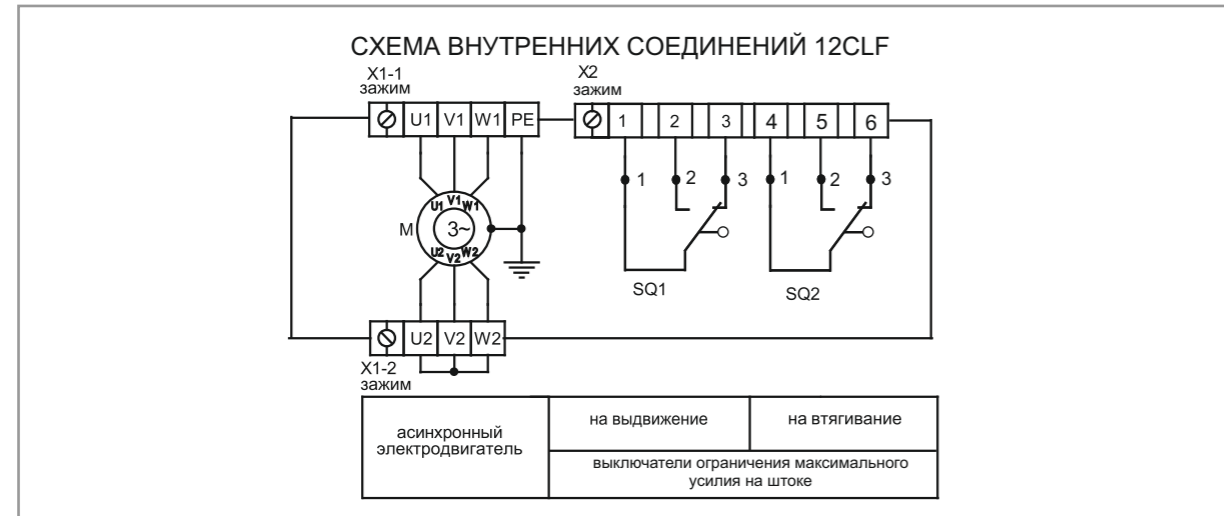 СХЕМА ВНУТРЕННИХ СОЕДИНЕНИЙ 12CLF
X1-1
зажим
X2
зажим
U1 V1 W1 PE
1 2 3 4 5 6
1 2 3 1 2 3
U1 V1 W1
M 3~
U2 V2 W2
SQ1 SQ2
U2 V2 W2
X1-2
зажим
асинхронный
электродвигатель
на выдвижение
на втягивание
выключатели ограничения максимального
усилия на штоке